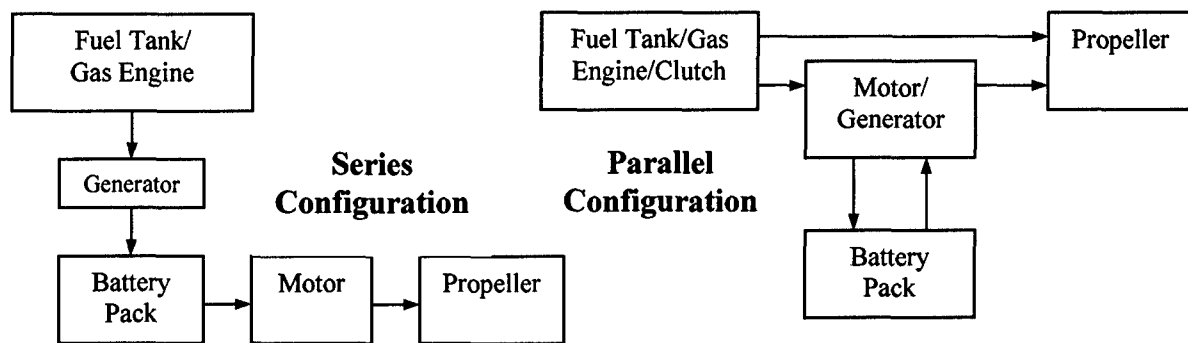 Fuel Tank/
Gas Engine
Generator
Battery
Pack
Motor
Propeller
Series
Configuration
Fuel Tank/Gas
Engine/Clutch
Motor/
Generator
Propeller
Battery
Pack
Parallel
Configuration